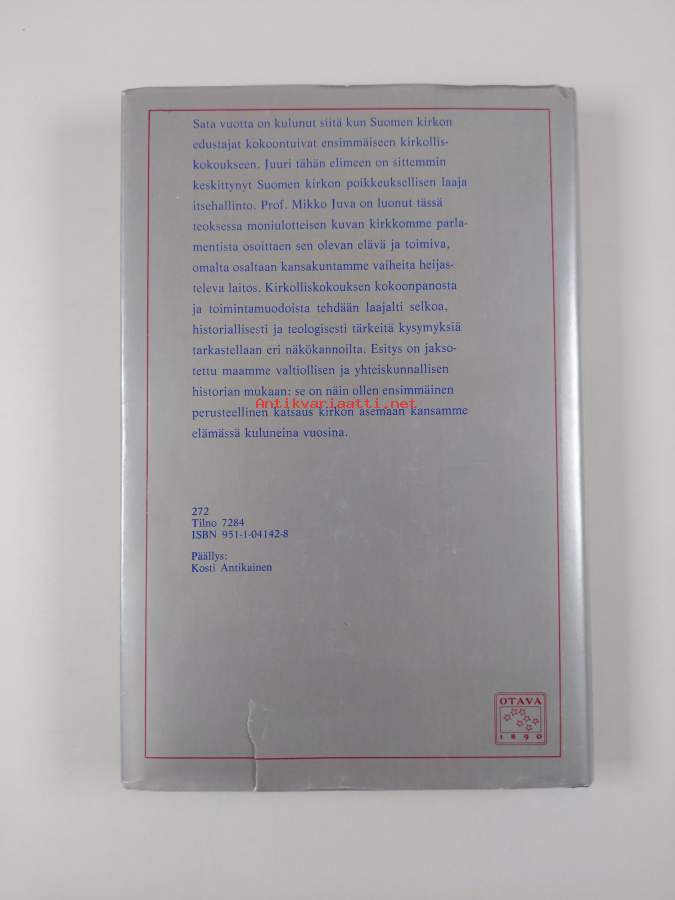 Sata vuotta on kulunut siitä kun Suomen kirkon
edustajat kokoontuivat ensimmäiseen kirkollis-
kokoukseen. Juuri tähän elimeen on sittemmin
keskittynyt Suomen kirkon poikkeuksellisen laaja
itsehallinto. Prof. Mikko Juva on luonut tässä
teoksessa moniulotteisen kuvan kirkkomme parla-
mentista osoittaen sen olevan elävä ja toimiva,
omalta osaltaan kansakuntamme vaiheita heijas-
televa laitos. Kirkolliskokouksen kokoonpanosta
ja toimintamuodoista tehdään laajalti selkoa,
historiallisesti ja teologisesti tärkeitä kysymyksiä
tarkastellaan eri näkökannoilta. Esitys on jakso-
tettu maamme valtiollisen ja yhteiskunnallisen
historian mukaan: se on näin ollen ensimmäinen
Antikvariaatti.net
perusteellinen katsaus kirkon asemaan kansamme
elämässä kuluneina vuosina.
272
Tilno 7284
ISBN 951-1-04142-8
Päällys:
Kosti Antikainen
OTAVA
1890